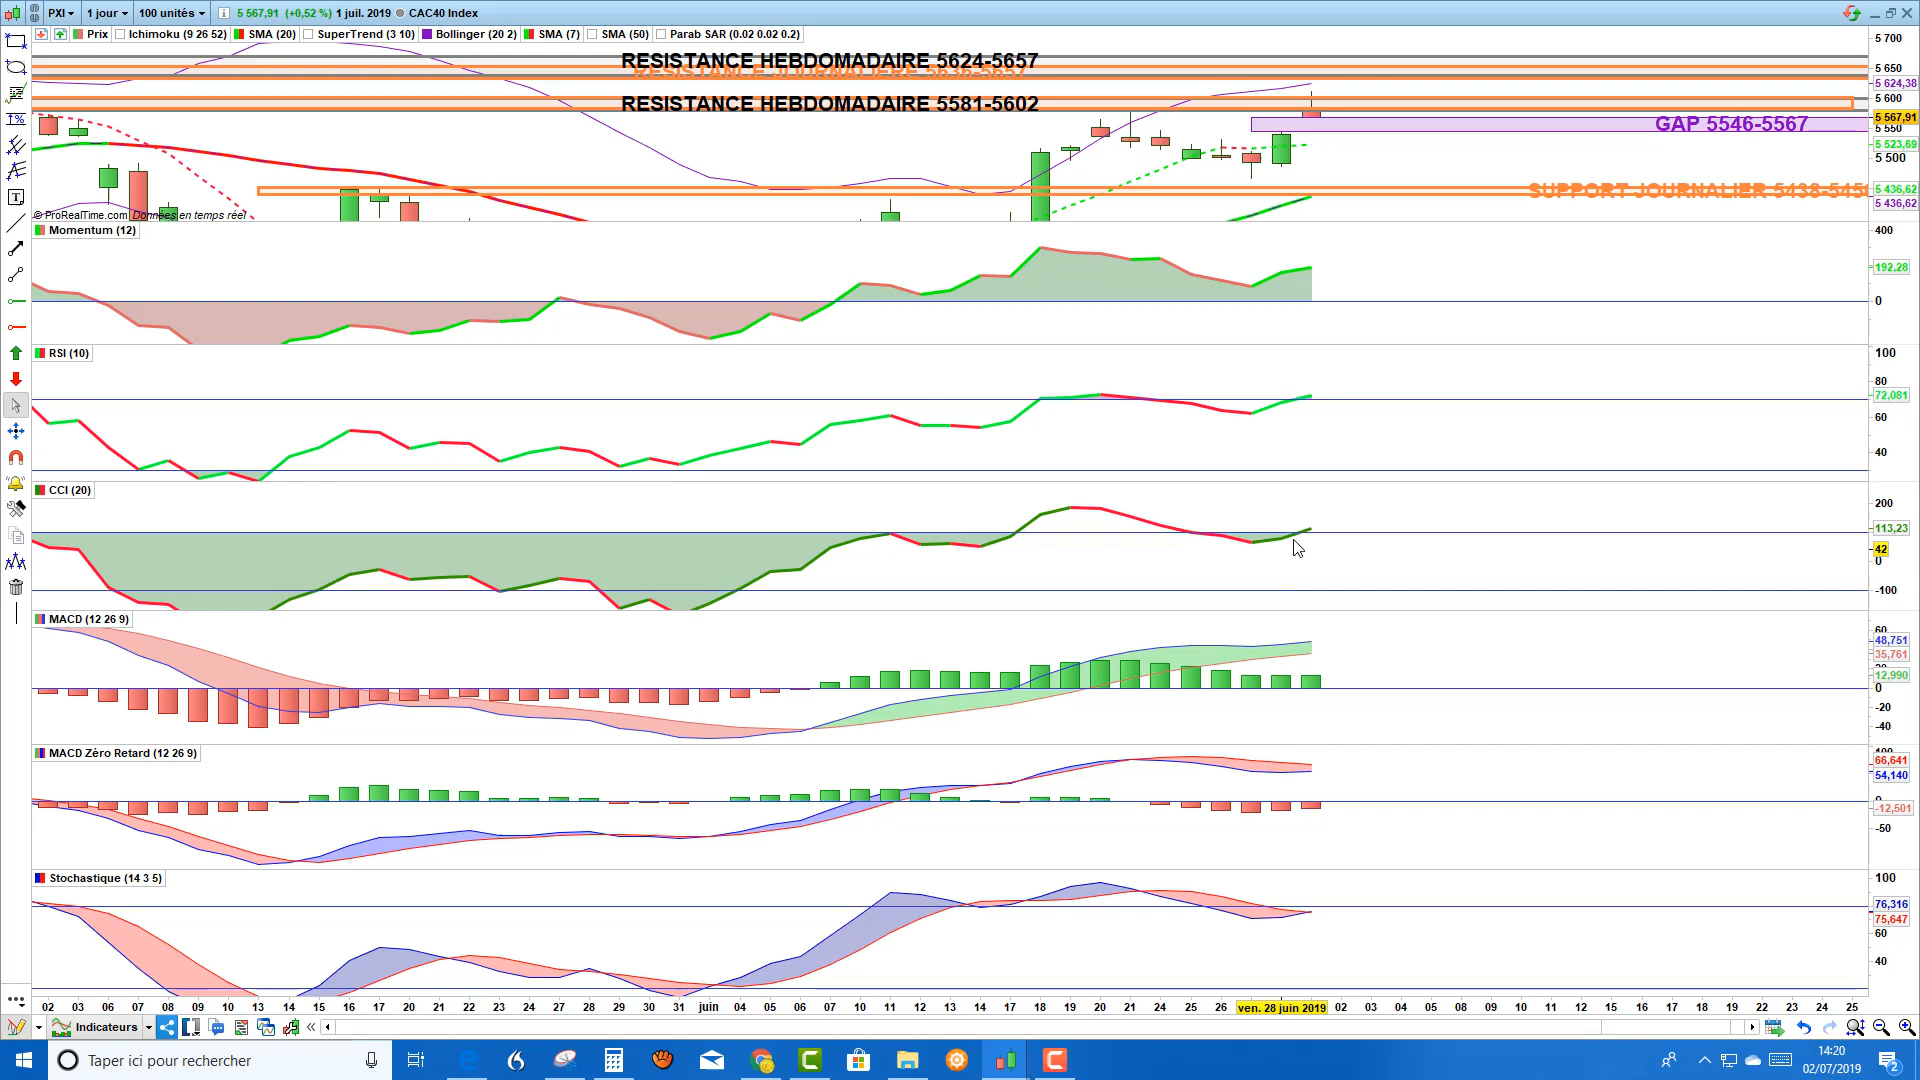 PXI 1 jour 100 unités 5 567,91 (+0,52 %) 1 juil. 2019 CAC40 Index
Prix Ichimoku (9 26 52) SMA (20) SuperTrend (3 10) Bollinger (20 2) SMA (7) SMA (50) Parab SAR (0.02 0.02 0.2)
5 700
RESISTANCE HEBDOMADAIRE 5624-5657
RESISTANCE JOURNALIERE 5636-5657
5 650
5 624,38
5 600
RESISTANCE HEBDOMADAIRE 5581-5602
5 567,91
GAP 5546-5567
5 550
5 523,69
5 500
5 436,62
SUPPORT JOURNALIER 5438-545
5 436,62
© ProRealTime.com Données en temps réel
Momentum (12)
400
192,28
0
RSI (10)
100
80
72,081
60
40
CCI (20)
200
113,23
42
0
-100
MACD (12 26 9)
60
48,751
35,761
20
12,990
0
-20
-40
MACD Zéro Retard (12 26 9)
100
66,641
54,140
0
-12,501
-50
Stochastique (14 3 5)
100
76,316
75,647
60
40
02 03 06 07 08 09 10 13 14 15 16 17 20 21 22 23 24 27 28 29 30 31 juin 04 05 06 07 10 11 12 13 14 17 18 19 20 21 24 25 26 ven. 28 juin 2019 02 03 04 05 08 09 10 11 12 15 16 17 18 19 22 23 24 25
Indicateurs
Taper ici pour rechercher
14:20
02/07/2019
2